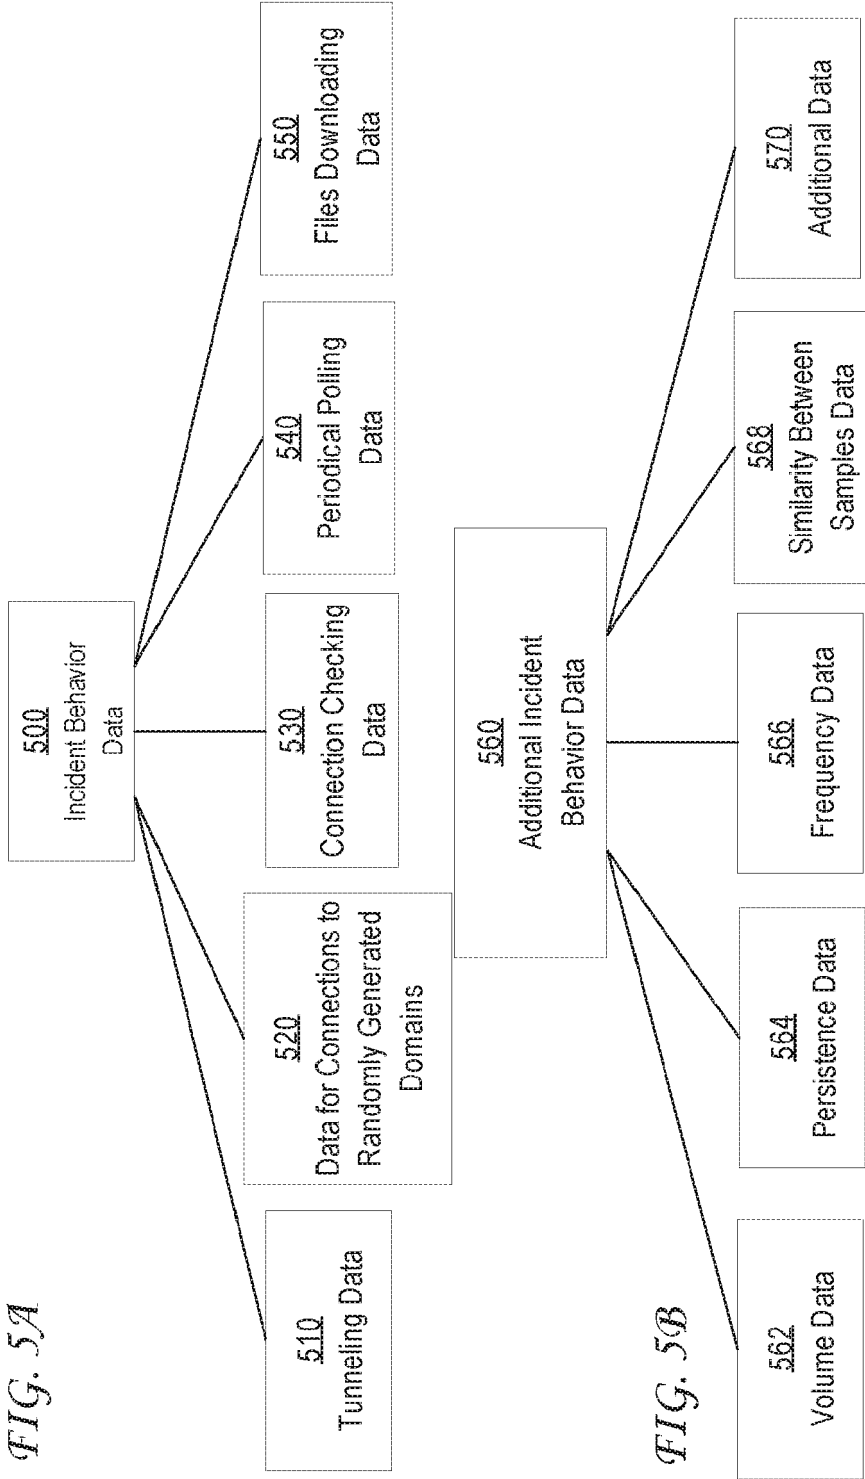 FIG. 5A
500
Incident Behavior
Data
510
Tunneling Data
520
Data for Connections to
Randomly Generated
Domains
530
Connection Checking
Data
540
Periodical Polling
Data
550
Files Downloading
Data
FIG. 5B
560
Additional Incident
Behavior Data
562
Volume Data
564
Persistence Data
566
Frequency Data
568
Similarity Between
Samples Data
570
Additional Data